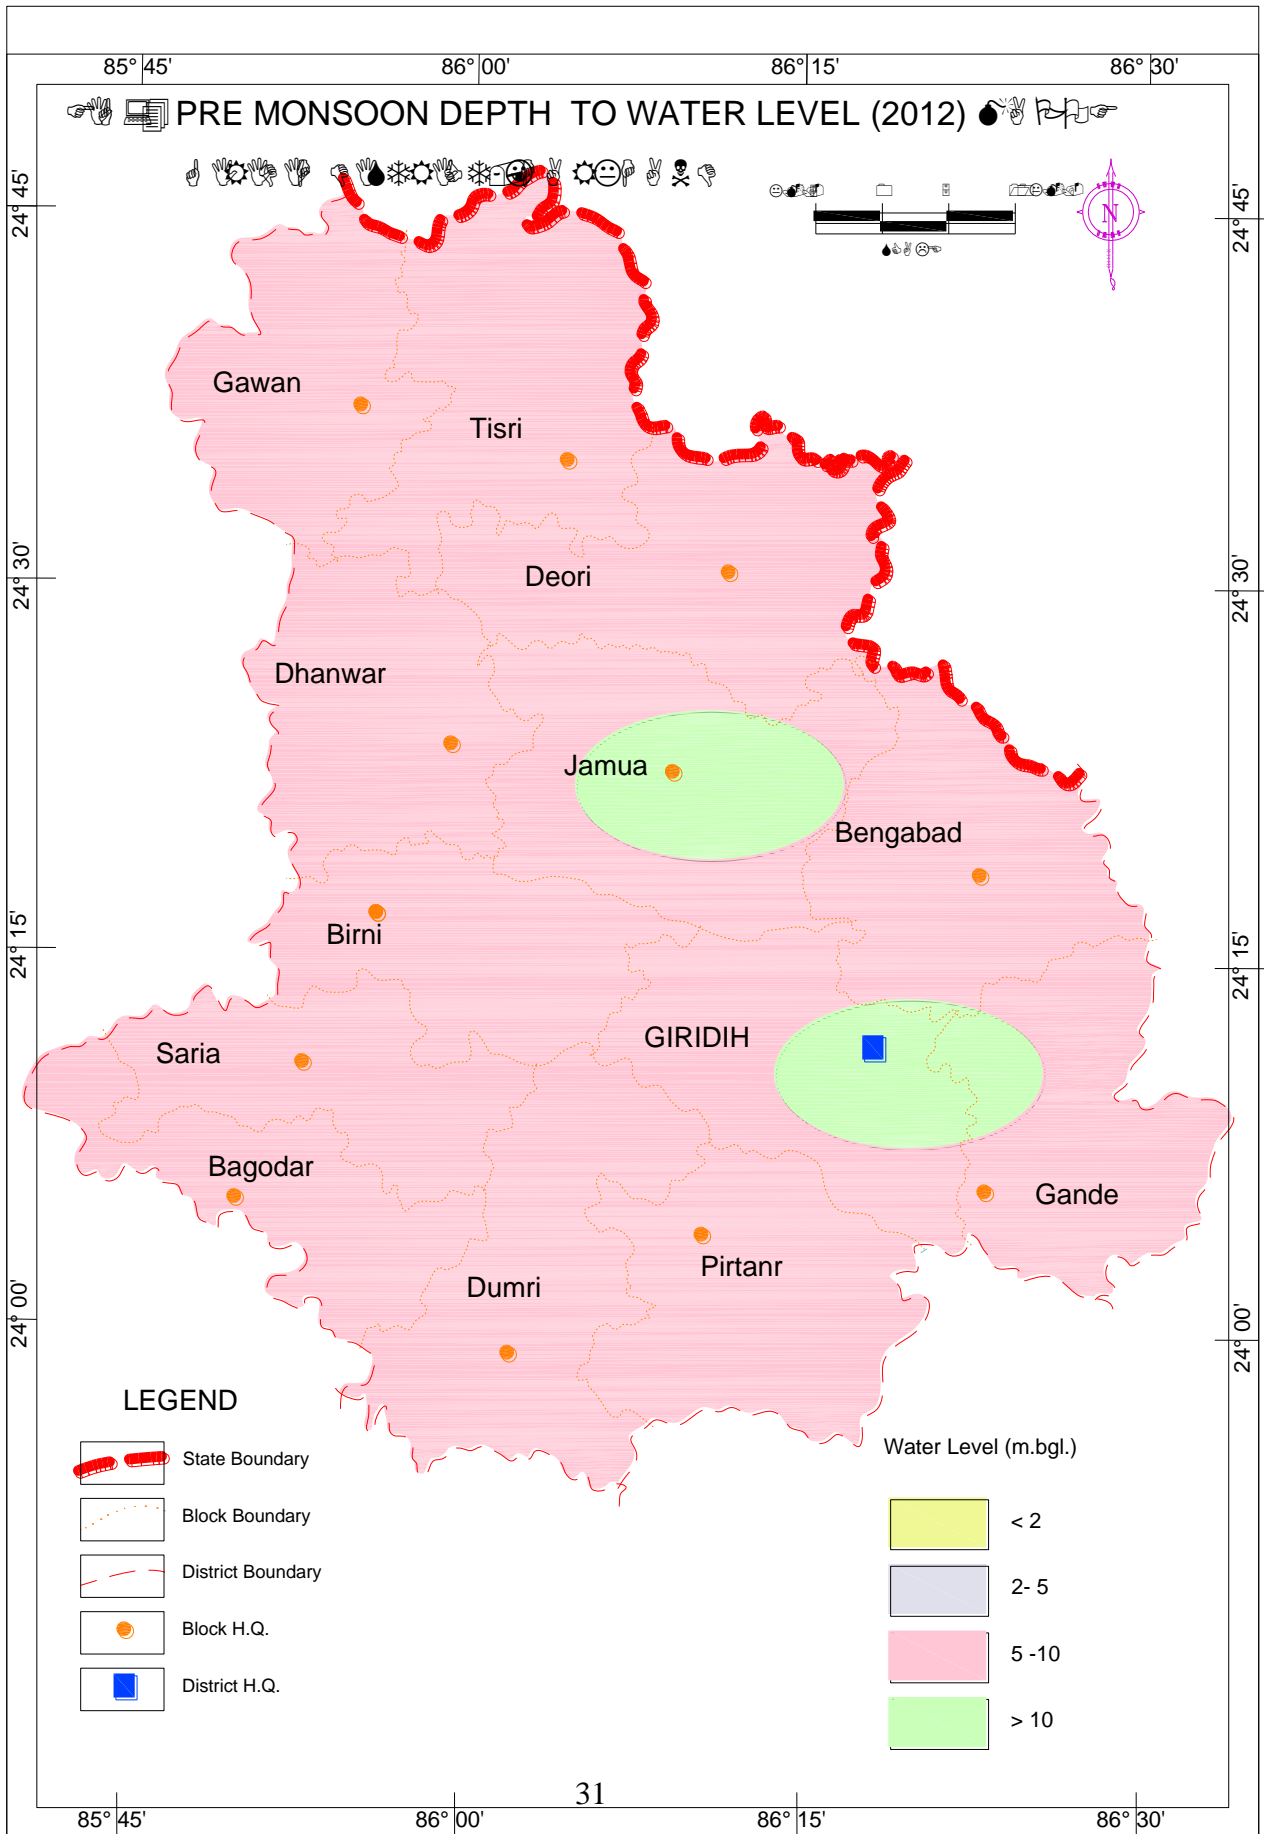 85° 45' 86° 00' 86° 15' 86° 30'
PRE MONSOON DEPTH TO WATER LEVEL (2012)
24° 45' 24° 45'
N
Gawan
Tisri
Deori
24° 30' 24° 30'
Dhanwar
Jamua
Bengabad
Birni
24° 15' 24° 15'
GIRIDIH
Saria
Bagodar
Gande
Pirtanr
Dumri
24° 00' 24° 00'
LEGEND
State Boundary
Block Boundary
District Boundary
Block H.Q.
District H.Q.
Water Level (m.bgl.)
< 2
2- 5
5 -10
> 10
31
85° 45' 86° 00' 86° 15' 86° 30'